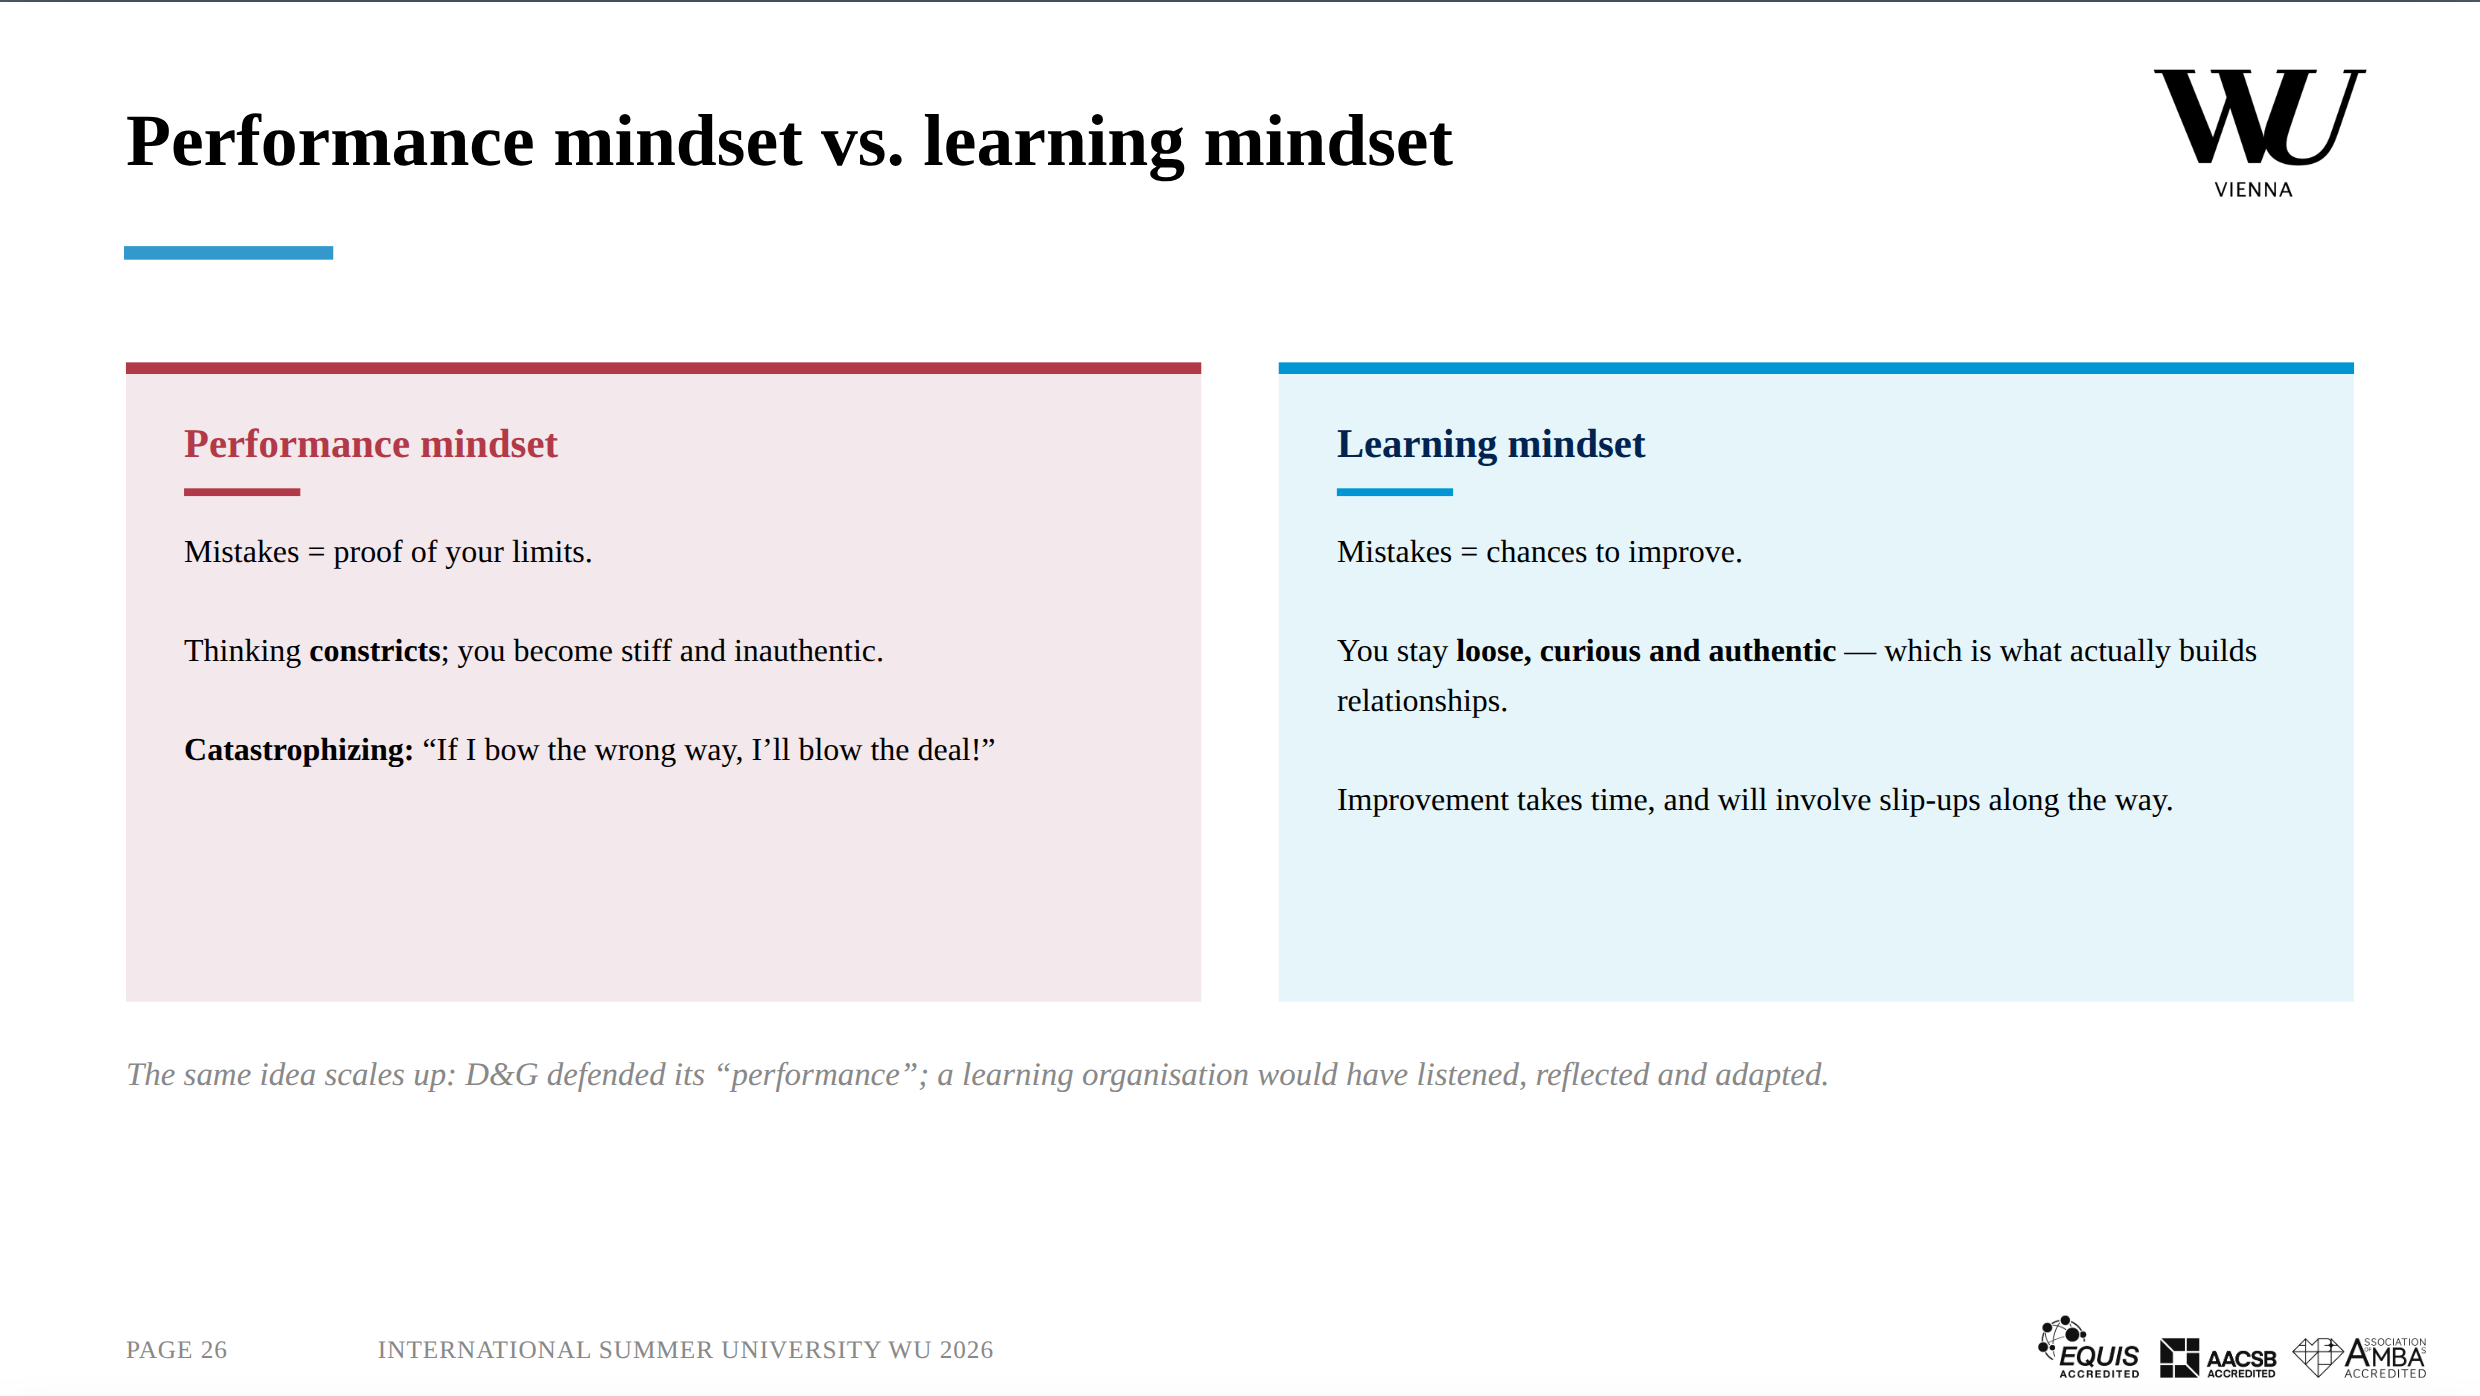 Performance mindset vs. learning mindset
WU
VIENNA
Performance mindset
Mistakes = proof of your limits.
Thinking constricts; you become stiff and inauthentic.
Catastrophizing: “If I bow the wrong way, I’ll blow the deal!”
Learning mindset
Mistakes = chances to improve.
You stay loose, curious and authentic — which is what actually builds
relationships.
Improvement takes time, and will involve slip-ups along the way.
The same idea scales up: D&G defended its “performance”; a learning organisation would have listened, reflected and adapted.
PAGE 26
INTERNATIONAL SUMMER UNIVERSITY WU 2026
EQUIS
ACCREDITED
AACSB
ACCREDITED
ASSOCIATION
OF MBAS
ACCREDITED